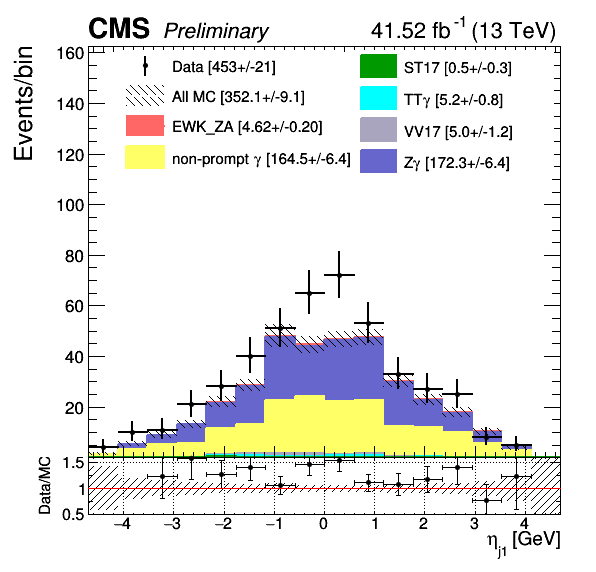 CMS Preliminary 41.52 fb⁻¹ (13 TeV)
Events/bin
Data [453+/-21]
All MC [352.1+/-9.1]
EWK_ZA [4.62+/-0.20]
non-prompt γ [164.5+/-6.4]
ST17 [0.5+/-0.3]
TTγ [5.2+/-0.8]
VV17 [5.0+/-1.2]
Zγ [172.3+/-6.4]
160
140
120
100
80
60
40
20
Data/MC
1.5
1
0.5
−4 −3 −2 −1 0 1 2 3 4
η_j1 [GeV]